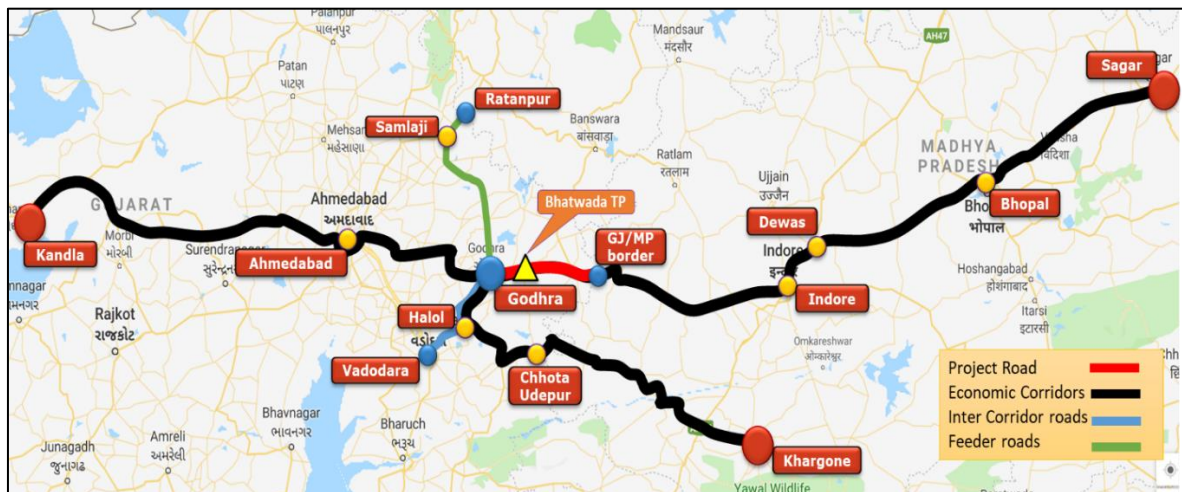 Palanpur
પાલનપુર
Mandsaur
मंदसौर
AH47
Sagar
Patan
પાટણ
Ratanpur
Samlaji
Banswara
बांसवाड़ा
Mehsana
મહેસાણા
Ratlam
रतलाम
MADHYA
PRADESH
विदिशा
Ujjain
उज्जैन
Bhatwada TP
GUJARAT
Ahmedabad
અમદાવાદ
Dewas
Bhopal
भोपाल
Bhopal
GJ/MP
border
Godhra
Kandla
Morbi
મોરબી
Surendranagar
સુરેન્દ્રનગર
Ahmedabad
Indore
Godhra
Indore
Hoshangabad
होशंगाबाद
Rajkot
રાજકોટ
Halol
Vadodara
Itarsi
इटारसी
Omkareshwar
ओम्कारेश्वर
Chhota
Udepur
Project Road
Economic Corridors
Inter Corridor roads
Feeder roads
Bhavnagar
ભાવનગર
Bharuch
ભરૂચ
Junagadh
જુનાગઢ
Amreli
અમરેલી
Khargone
Yawal Wildlife